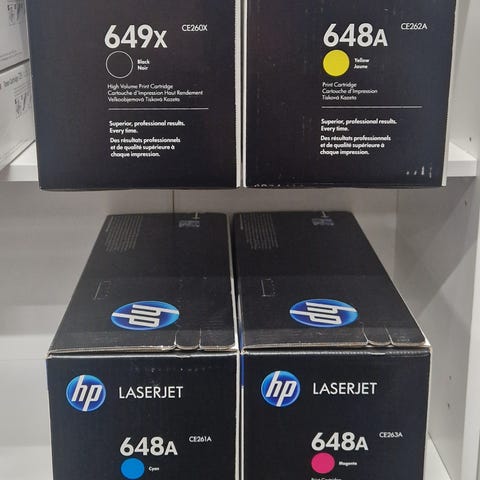 649X
CE260X
Black
Noir
High Volume Print Cartridge
Cartouche d'Impression Haut Rendement
Velkoobjemová Tisková Kazeta
Superior, professional results.
Every time.
Des résultats professionnels
et de qualité supérieure à
chaque impression.
648A
CE262A
Yellow
Jaune
Print Cartridge
Cartouche d'Impression
Tisková Kazeta
Superior, professional results.
Every time.
Des résultats professionnels
et de qualité supérieure à
chaque impression.
hp
hp
hp LASERJET
648A
CE261A
Cyan
hp LASERJET
648A
CE263A
Magenta
Print Cartridge